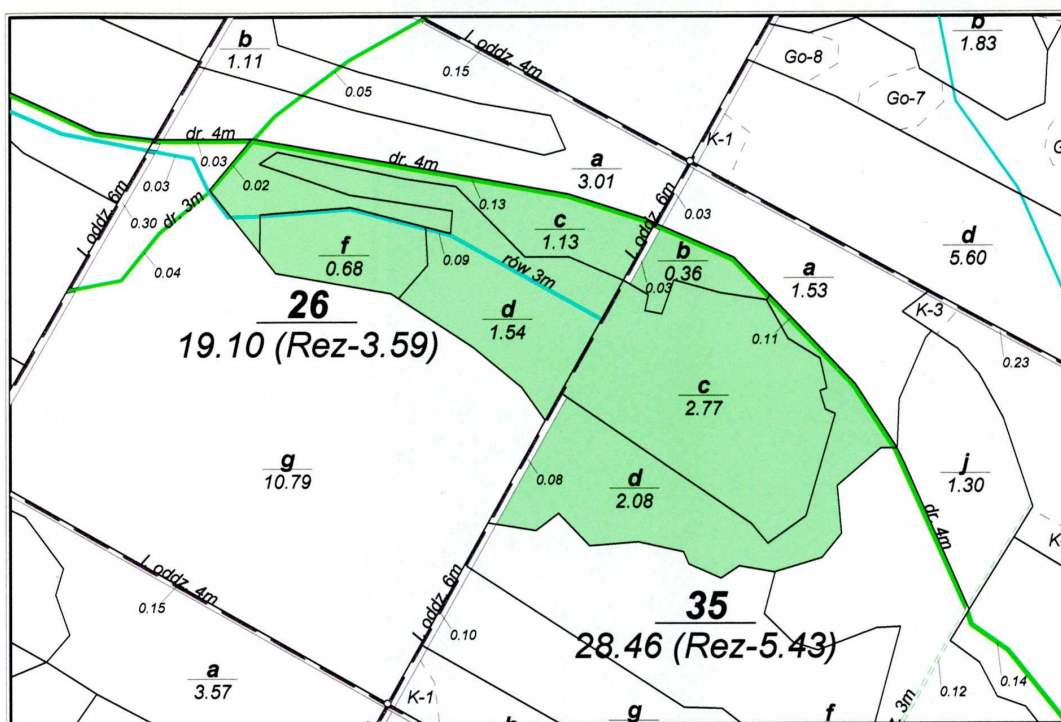 b
1.11
0.05
0.15
l. oddz. 4m
Go-8
b
1.83
Go-7
K-1
dr. 4m
0.03
0.03
0.02
dr. 4m
0.13
a
3.01
l. oddz. 6m
0.03
0.30
l. oddz. 6m
dr. 3m
0.04
c
1.13
l. oddz. 6m
b
0.36
0.03
a
1.53
d
5.60
f
0.68
0.09
rów 3m
d
1.54
K-3
0.11
0.23
26
19.10 (Rez-3.59)
c
2.77
g
10.79
0.08
d
2.08
j
1.30
dr. 4m
l. oddz. 4m
0.15
l. oddz. 6m
0.10
35
28.46 (Rez-5.43)
a
3.57
K-1
0.12
0.14
3m
g
f